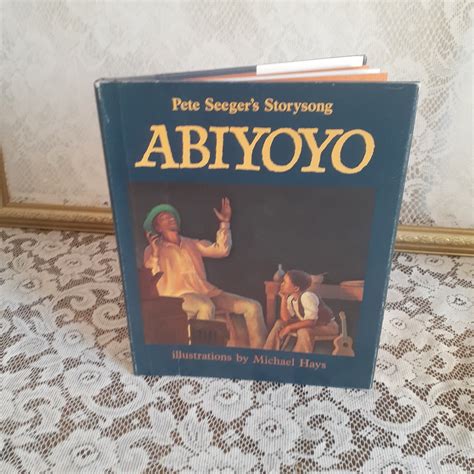 Pete Seeger's Storysong
ABIYOYO
illustrations by Michael Hays